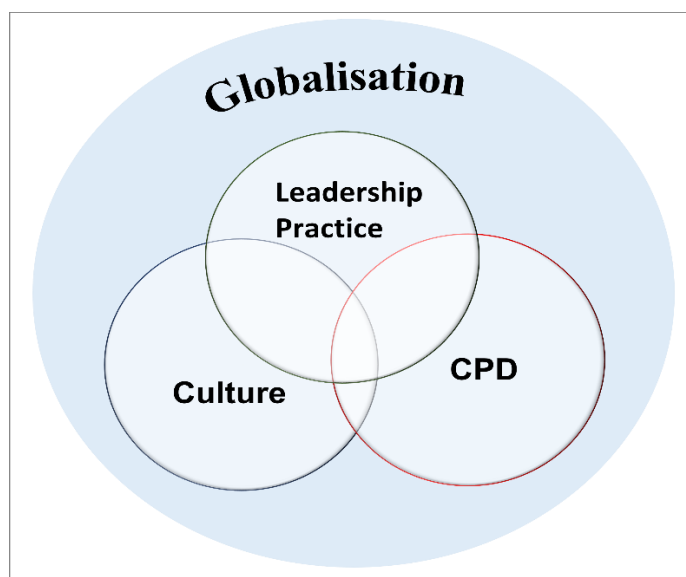 Globalisation
Leadership
Practice
Culture
CPD